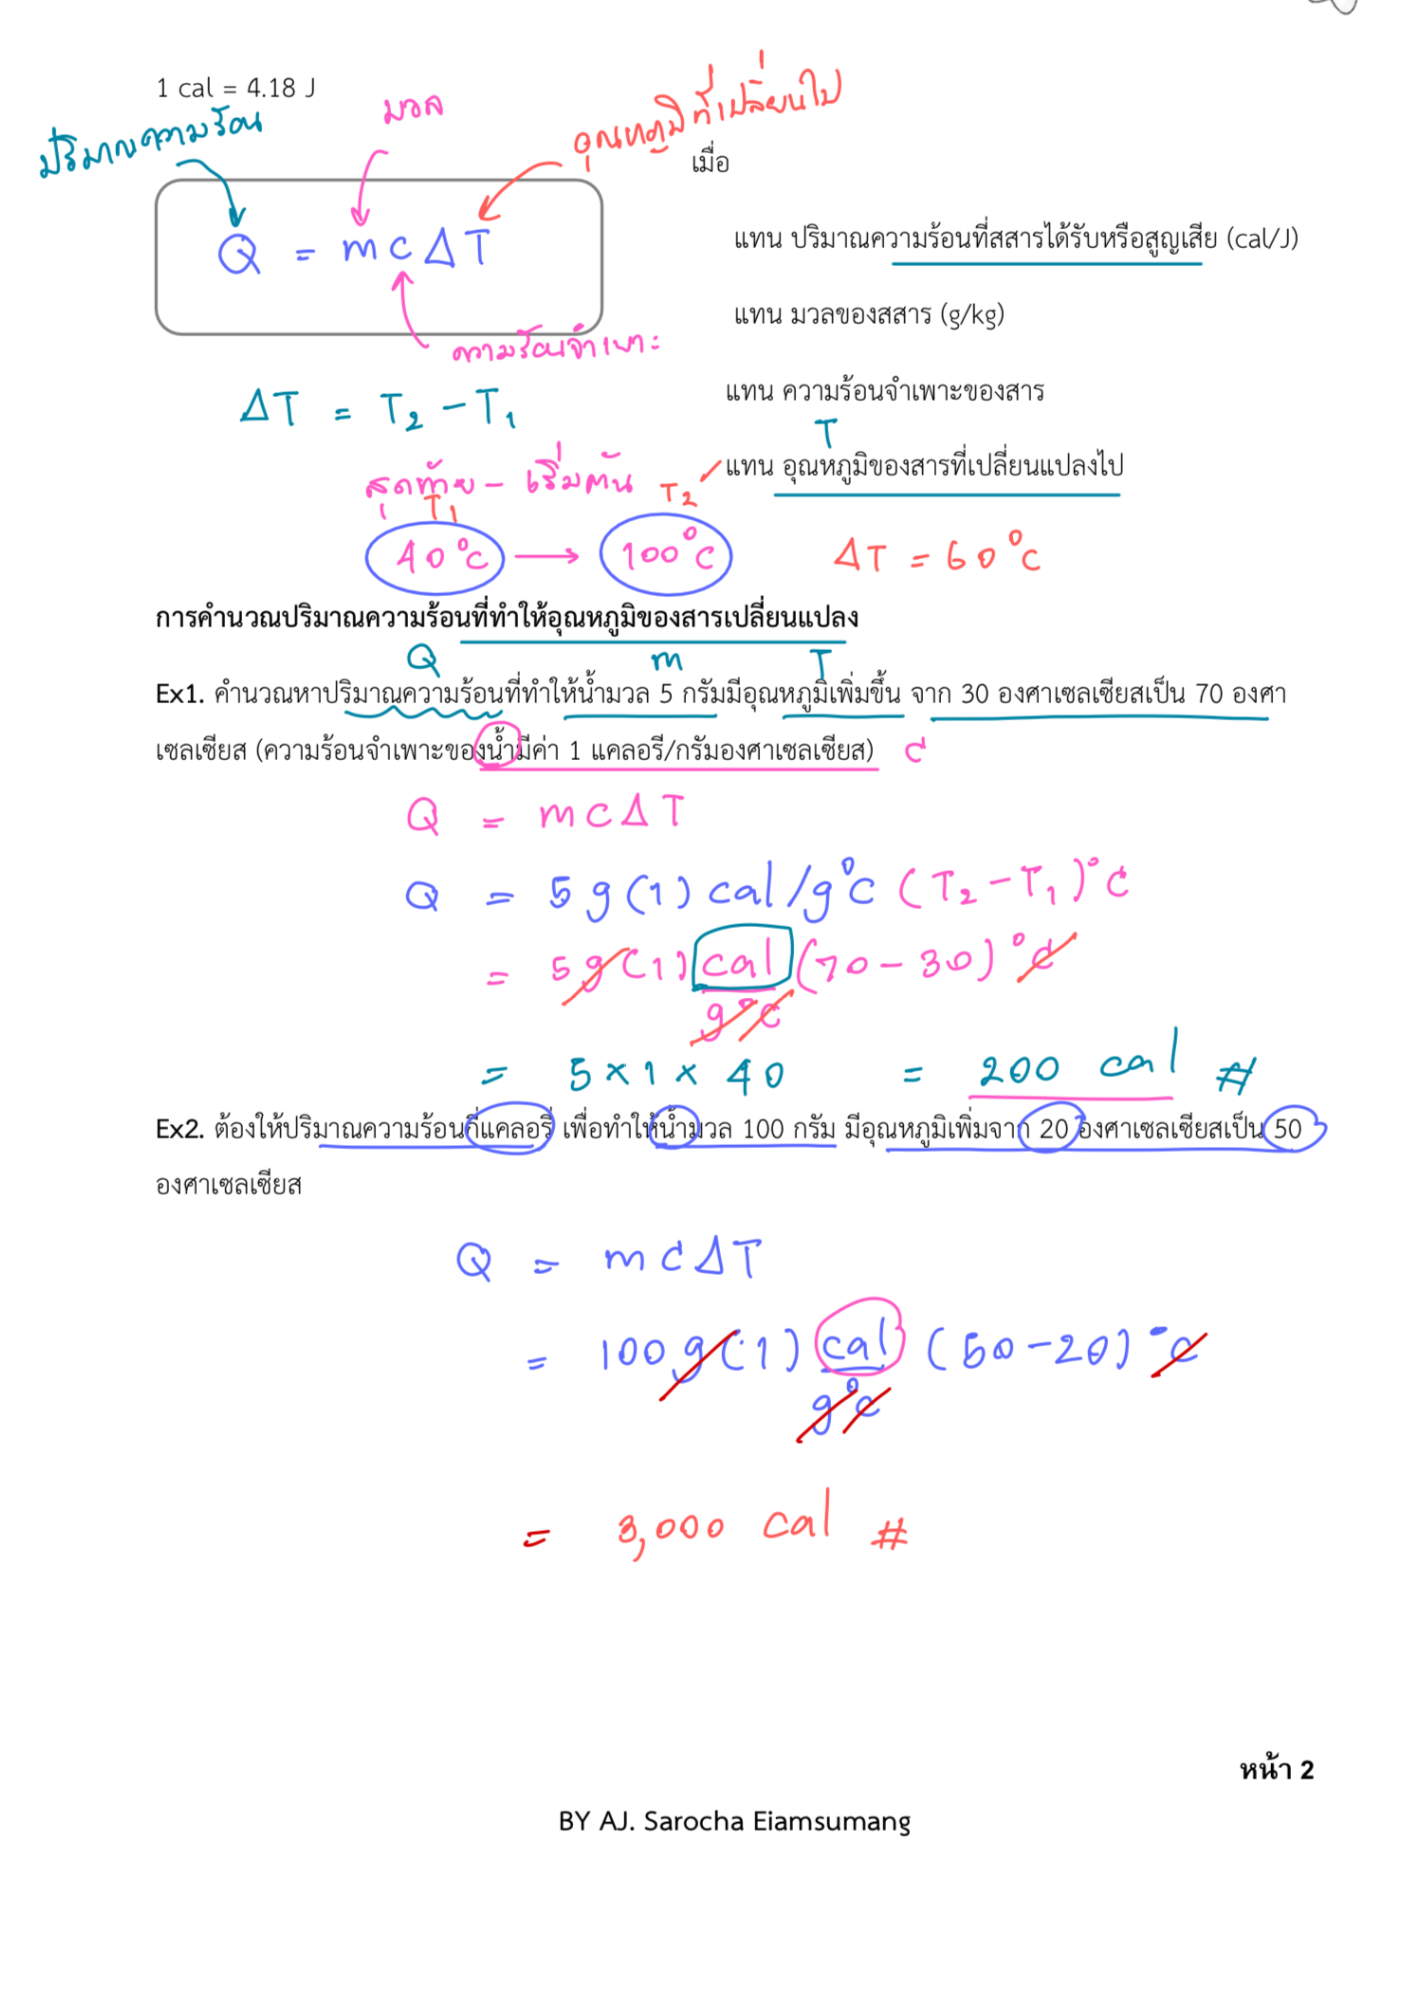 1 cal = 4.18 J
ปริมาณความร้อน
มวล
อุณหภูมิที่เปลี่ยนไป
เมื่อ
Q = mcΔT
แทน ปริมาณความร้อนที่สสารได้รับหรือสูญเสีย (cal/J)
แทน มวลของสสาร (g/kg)
ความร้อนจำเพาะ
แทน ความร้อนจำเพาะของสาร
ΔT = T₂ - T₁
T
แทน อุณหภูมิของสารที่เปลี่ยนแปลงไป
สุดท้าย - เริ่มต้น
T₁ T₂
40°C → 100°C ΔT = 60°C
การคำนวณปริมาณความร้อนที่ทำให้อุณหภูมิของสารเปลี่ยนแปลง
Q m T
Ex1. คำนวณหาปริมาณความร้อนที่ทำให้น้ำมวล 5 กรัมมีอุณหภูมิเพิ่มขึ้น จาก 30 องศาเซลเซียสเป็น 70 องศา
เซลเซียส (ความร้อนจำเพาะของน้ำมีค่า 1 แคลอรี/กรัมองศาเซลเซียส) c
Q = mcΔT
Q = 5g(1) cal/g°C (T₂-T₁)°C
= 5g(1) cal (70-30)°C
g°C
= 5×1×40 = 200 cal #
Ex2. ต้องให้ปริมาณความร้อนกี่แคลอรี่ เพื่อทำให้น้ำมวล 100 กรัม มีอุณหภูมิเพิ่มจาก 20 องศาเซลเซียสเป็น 50
องศาเซลเซียส
Q = mcΔT
= 100g(1) cal (50-20)°C
g°C
= 3,000 cal #
หน้า 2
BY AJ. Sarocha Eiamsumang